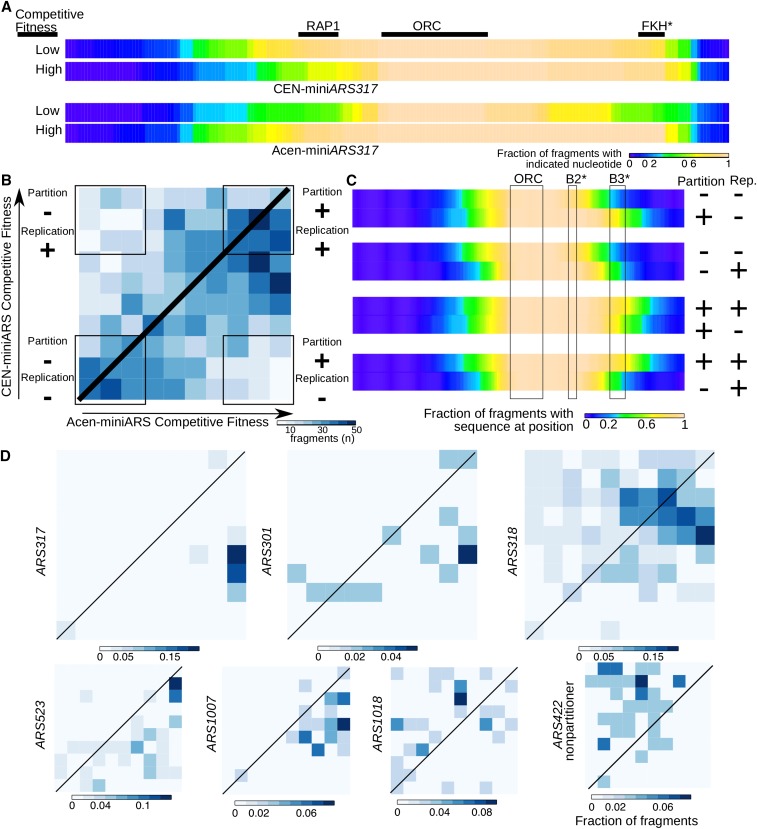 A
Competitive
Fitness
RAP1
ORC
FKH*
Low
High
CEN-miniARS317
Low
High
Acen-miniARS317
Fraction of fragments with
indicated nucleotide
0 0.2 0.6 1
B
Partition
-
Replication
+
Partition
+
Replication
+
CEN-miniARS Competitive Fitness
Partition
-
Replication
-
Partition
+
Replication
-
Acen-miniARS Competitive Fitness
10 30 50
fragments (n)
C
ORC
B2*
B3*
Partition Rep.
- -
+ -
- -
- +
+ +
+ -
+ +
- +
Fraction of fragments with
sequence at position
0 0.2 0.6 1
D
ARS317
0 0.05 0.15
ARS301
0 0.02 0.04
ARS318
0 0.05 0.15
ARS523
0 0.04 0.1
ARS1007
0 0.02 0.06
ARS1018
0 0.04 0.08
ARS422
nonpartitioner
0 0.02 0.06
Fraction of fragments